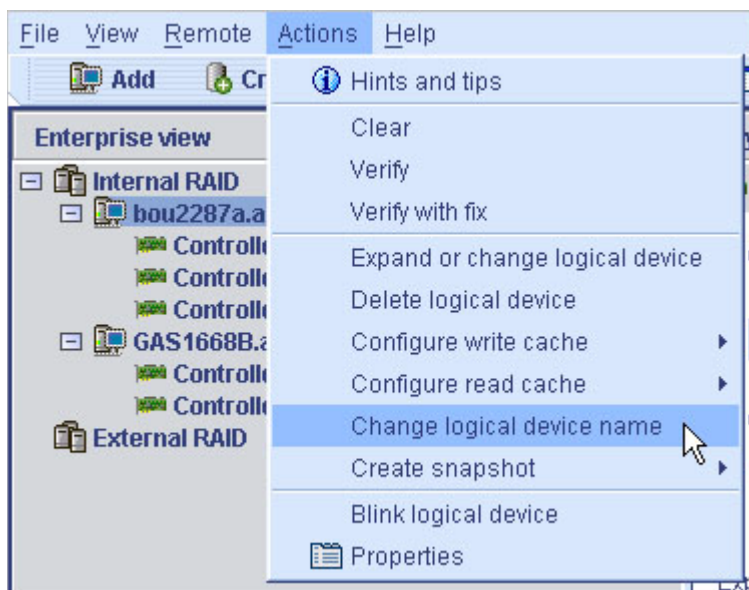 File View Remote Actions Help
Add
Hints and tips
Clear
Verify
Verify with fix
Expand or change logical device
Delete logical device
Configure write cache
Configure read cache
Change logical device name
Create snapshot
Blink logical device
Properties
Enterprise view
Internal RAID
bou2287a.a
GAS1668B.
External RAID